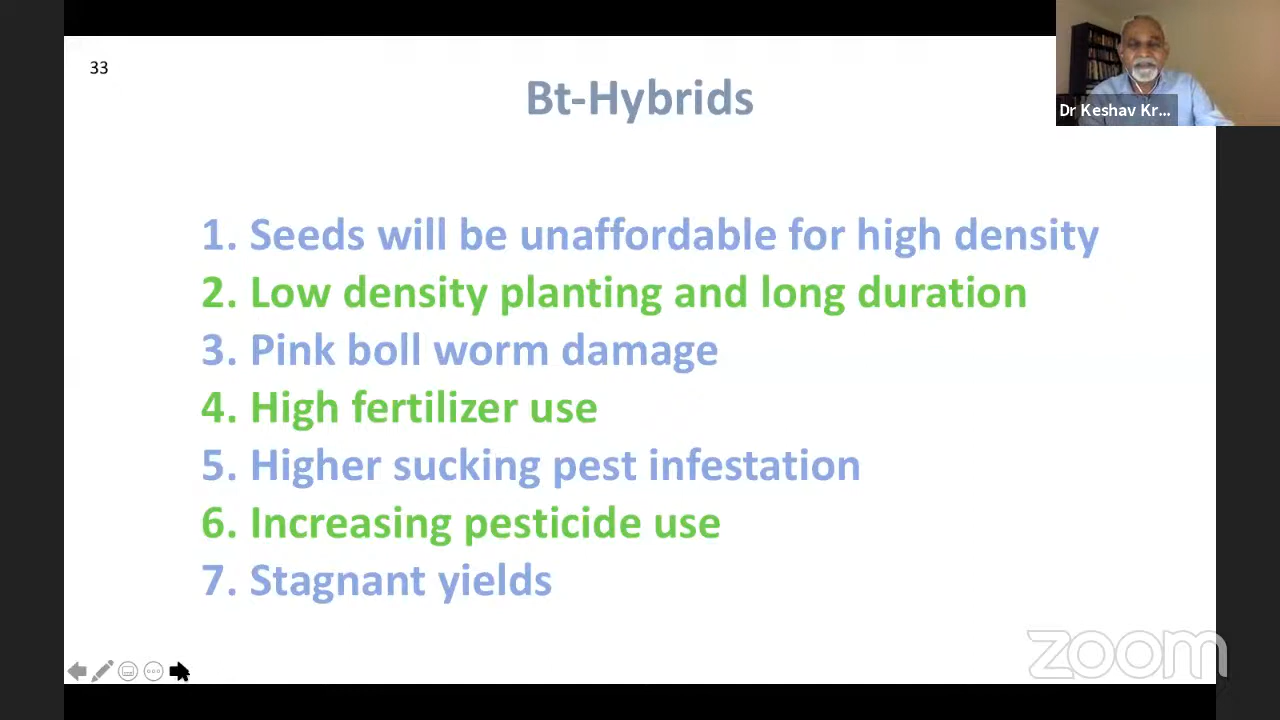 33
Bt-Hybrids
Dr Keshav Kr...
1. Seeds will be unaffordable for high density
2. Low density planting and long duration
3. Pink boll worm damage
4. High fertilizer use
5. Higher sucking pest infestation
6. Increasing pesticide use
7. Stagnant yields
zoom